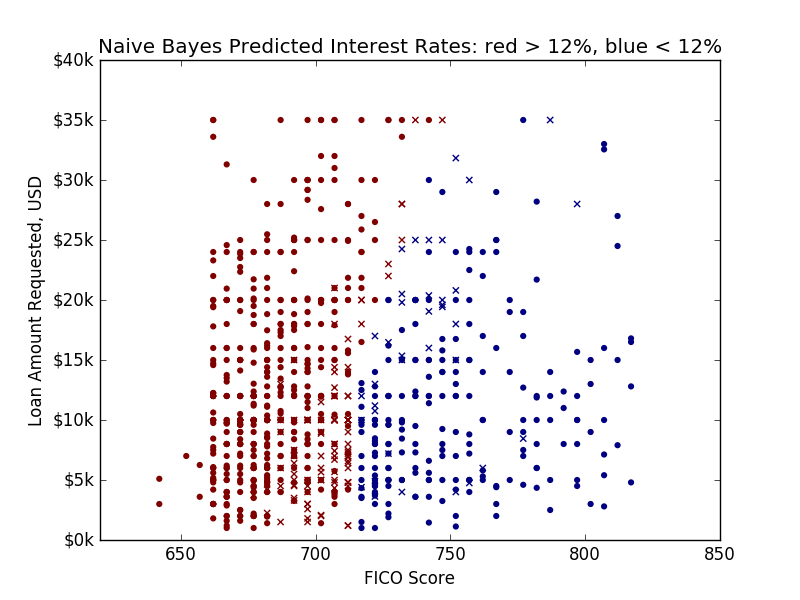 Naive Bayes Predicted Interest Rates: red > 12%, blue < 12%
$40k
$35k
$30k
$25k
$20k
$15k
$10k
$5k
$0k
Loan Amount Requested, USD
650
700
750
800
850
FICO Score